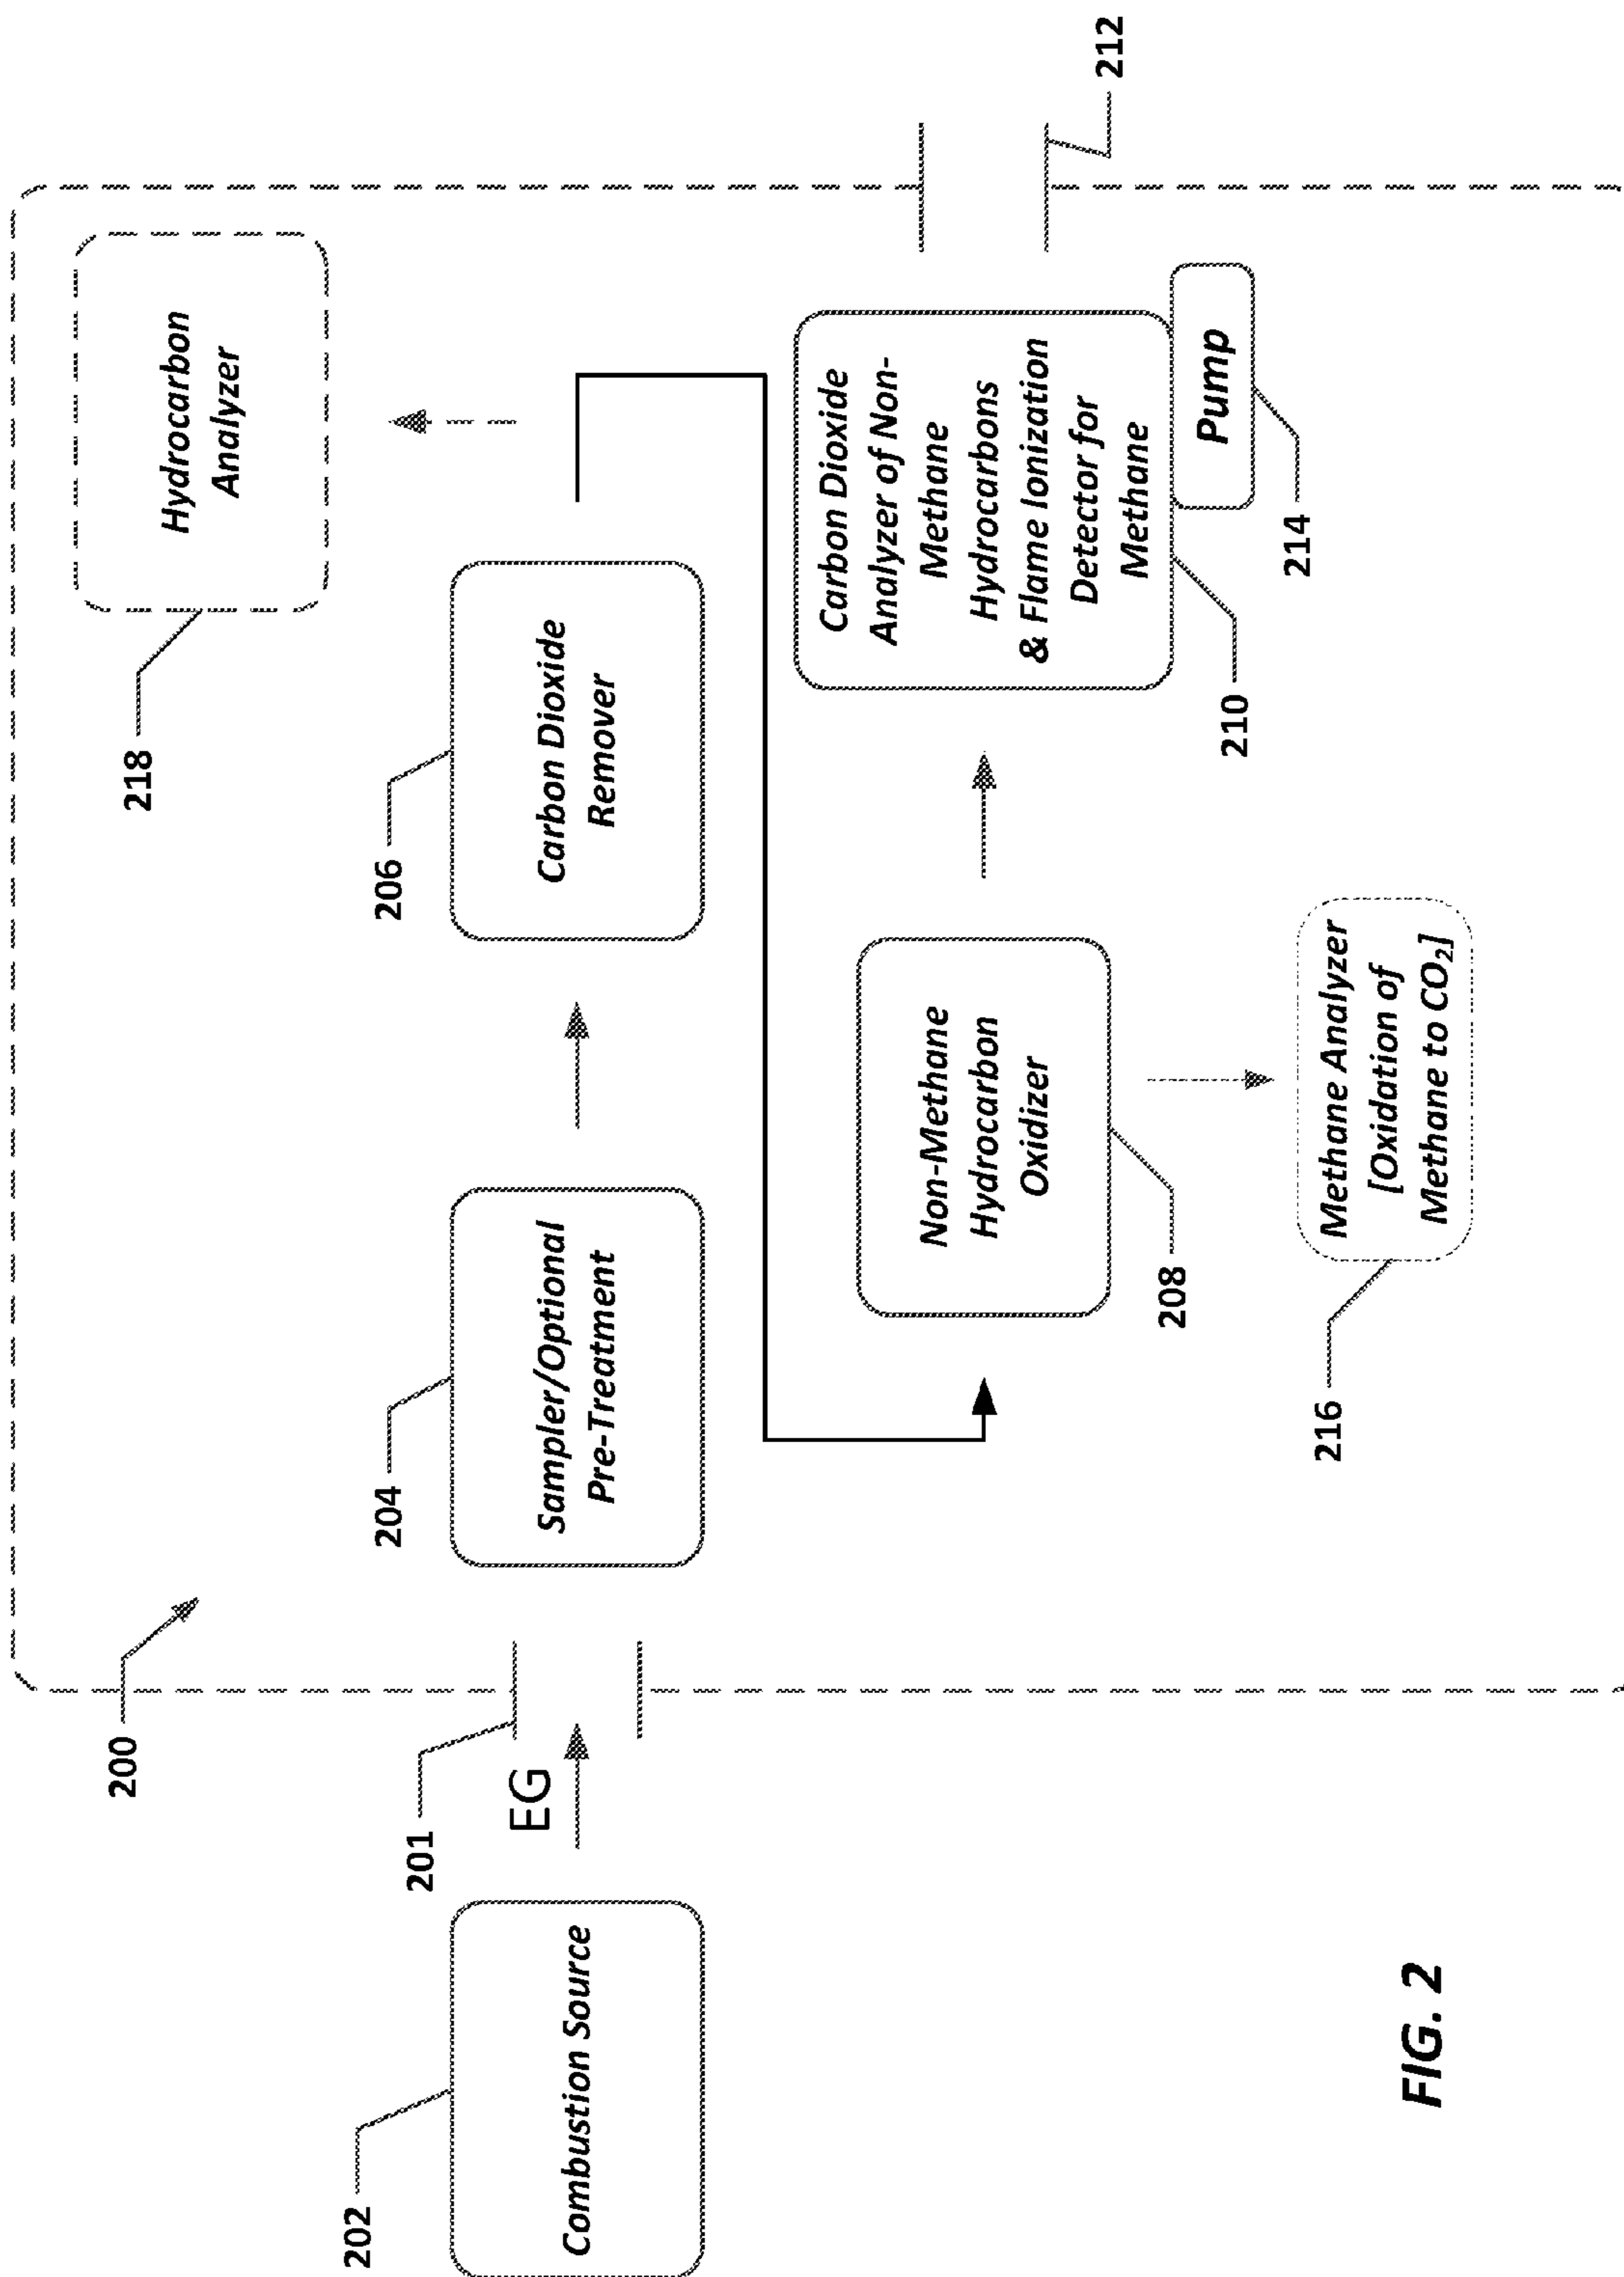 200
218
Hydrocarbon
Analyzer
202
201
204
206
Combustion Source
EG
Sampler/Optional
Pre-Treatment
Carbon Dioxide
Remover
Non-Methane
Hydrocarbon
Oxidizer
208
Carbon Dioxide
Analyzer of Non-
Methane
Hydrocarbons
& Flame Ionization
Detector for
Methane
210
212
Pump
214
Methane Analyzer
[Oxidation of
Methane to CO₂]
216
FIG. 2